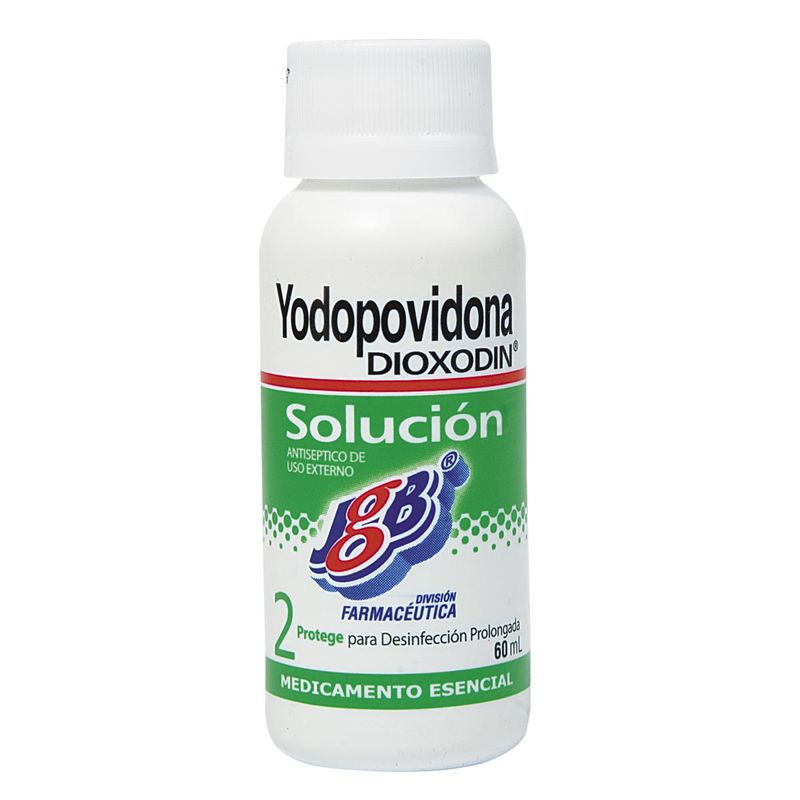 Yodopovidona
DIOXODIN®
Solución
ANTISEPTICO DE
USO EXTERNO
JGB®
DIVISIÓN
FARMACÉUTICA
2 Protege para Desinfección Prolongada
60 mL
MEDICAMENTO ESENCIAL